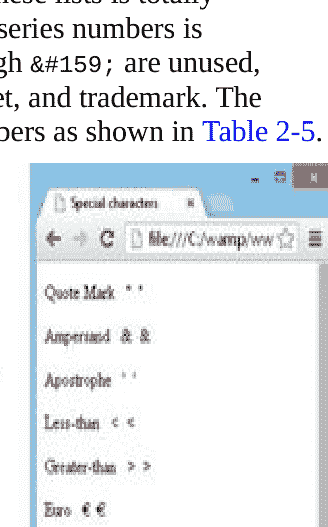 these lists is totally
series numbers is
gh &#159; are unused,
et, and trademark. The
bers as shown in Table 2-5.
Special characters
file:///C:/wamp/ww
Quote Mark " "
Ampersand & &
Apostrophe ' '
Less-than < <
Greater-than > >
Euro € €